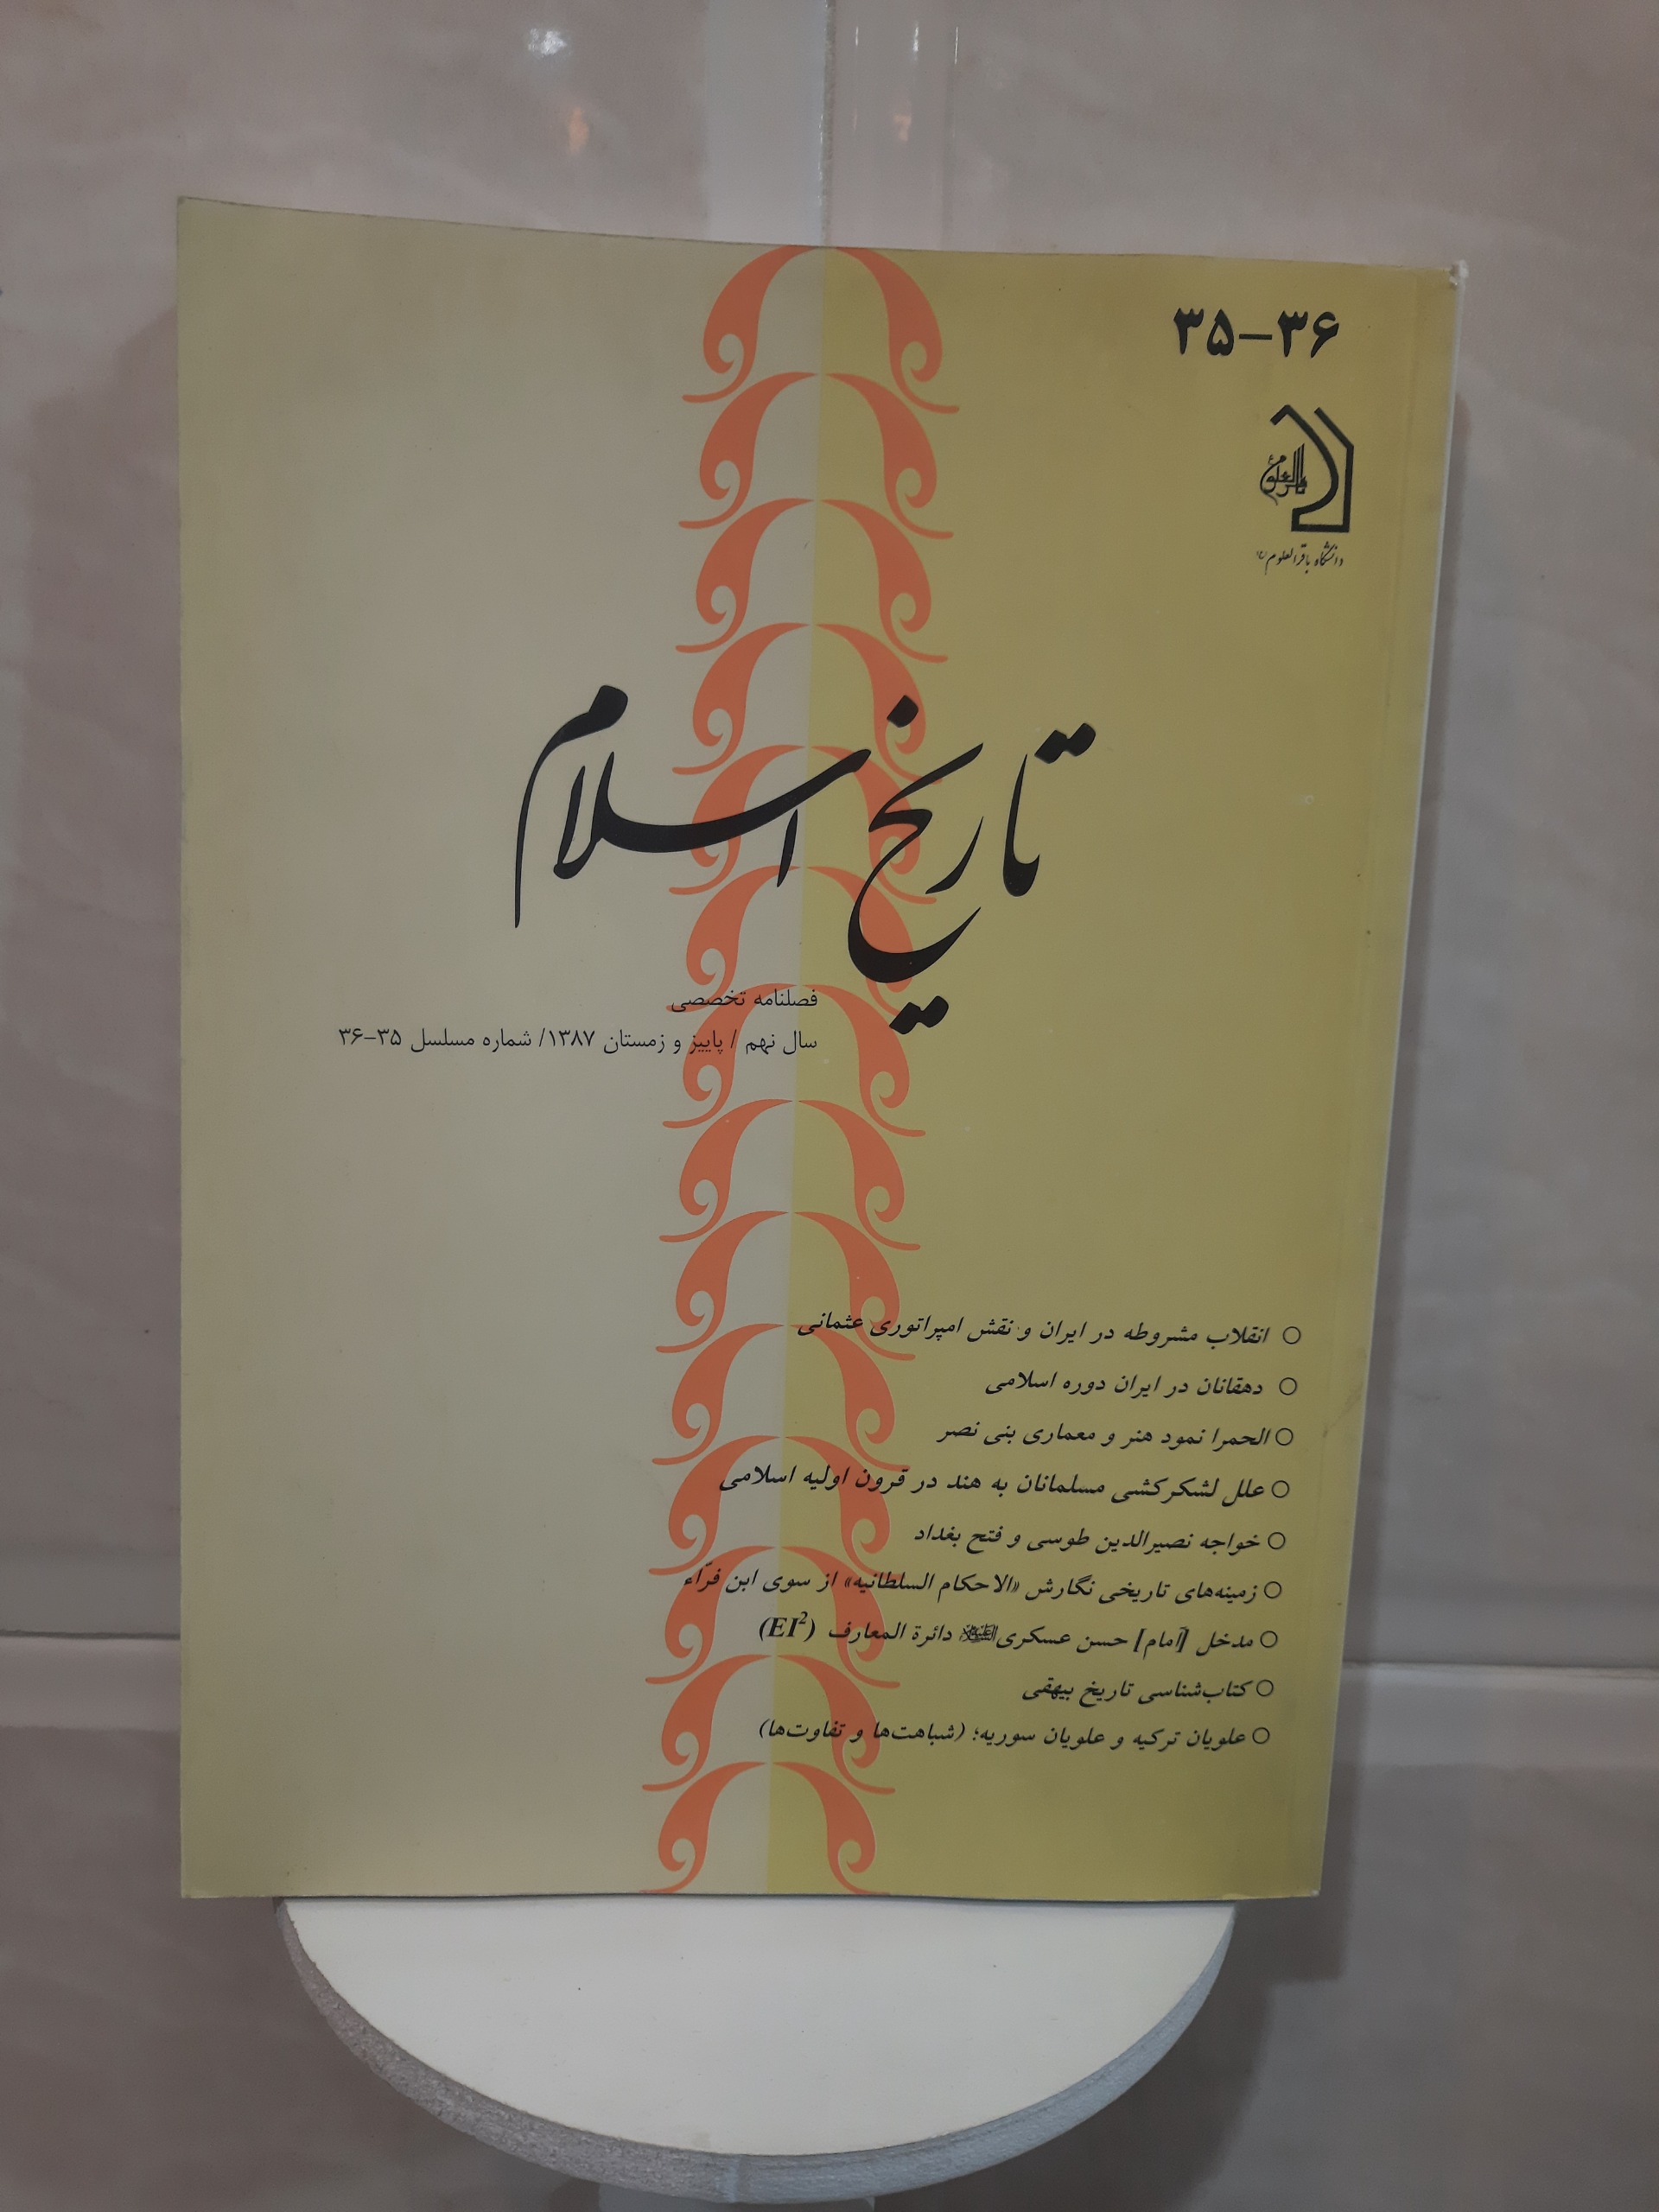 ۳۵–۳۶
باقرالعلوم
دانشگاه باقرالعلوم (ع)
تاریخ اسلام
فصلنامه تخصصی
سال نهم / پاییز و زمستان ۱۳۸۷/ شماره مسلسل ۳۵–۳۶
○ انقلاب مشروطه در ایران و نقش امپراتوری عثمانی
○ دهقانان در ایران دوره اسلامی
○ الحمرا نمود هنر و معماری بنی نصر
○ علل لشکرکشی مسلمانان به هند در قرون اولیه اسلامی
○ خواجه نصیرالدین طوسی و فتح بغداد
○ زمینه‌های تاریخی نگارش «الاحکام السلطانیه» از سوی ابن فرّاء
○ مدخل [امام] حسن عسکری دائرة المعارف (EI²)
○ کتاب‌شناسی تاریخ بیهقی
○ علویان ترکیه و علویان سوریه؛ (شباهت‌ها و تفاوت‌ها)